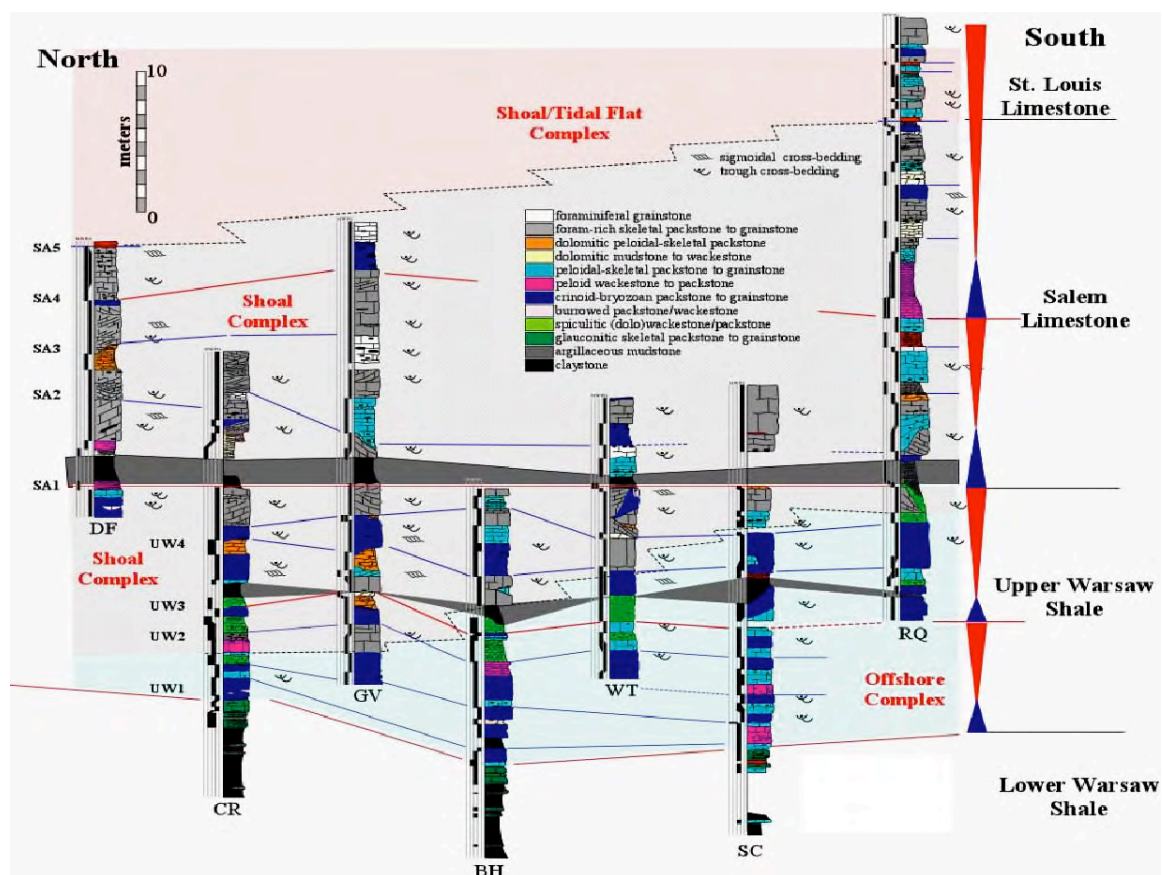 North
10
meters
0
South
St. Louis
Limestone
Shoal/Tidal Flat
Complex
sigmoidal cross-bedding
trough cross-bedding
foraminiferal grainstone
foram-rich skeletal packstone to grainstone
dolomitic peloidal-skeletal packstone
dolomitic mudstone to wackestone
peloidal-skeletal packstone to grainstone
peloid wackestone to packstone
crinoid-bryozoan packstone to grainstone
burrowed packstone/wackestone
spiculitic (dolo)wackestone/packstone
glauconitic skeletal packstone to grainstone
argillaceous mudstone
claystone
SA5
SA4
Shoal
Complex
Salem
Limestone
SA3
SA2
SA1
DF
UW4
Shoal
Complex
UW3
UW2
UW1
Upper Warsaw
Shale
RQ
GV
WT
Offshore
Complex
CR
Lower Warsaw
Shale
SC
BH